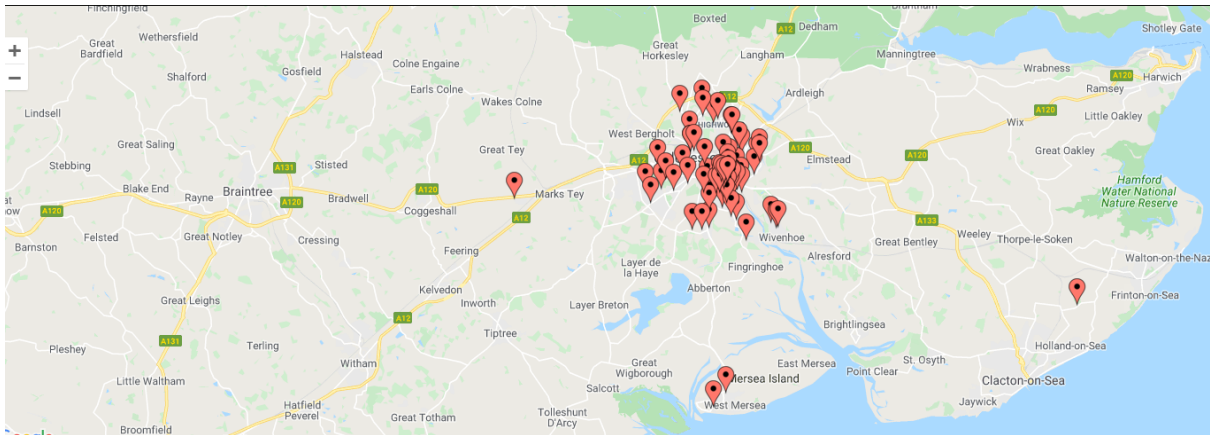 Finchingfield
Boxted
Dedham
Brantham
Shotley Gate
Wethersfield
A12
Great
Bardfield
Halstead
Great
Horkesley
Langham
Manningtree
Gosfield
Colne Engaine
Wrabness
A120
Harwich
Shalford
Earls Colne
Ardleigh
Ramsey
Lindsell
Wakes Colne
A12
A120
Little Oakley
Wix
Great Saling
West Bergholt
A120
Great Tey
A12
Great Oakley
Stebbing
A131
Stisted
Elmstead
A120
Hamford
Water National
Nature Reserve
Blake End
Rayne
Braintree
A120
Marks Tey
Bradwell
A120
A120
Coggeshall
A12
A133
Felsted
Great Notley
Cressing
Wivenhoe
Great Bentley
Weeley
Thorpe-le-Soken
Barnston
Feering
Alresford
Walton-on-the-Naz
Layer de
la Haye
Fingringhoe
Kelvedon
Abberton
Great Leighs
Inworth
Layer Breton
Frinton-on-Sea
A12
Brightlingsea
A131
Terling
Tiptree
Holland-on-Sea
Pleshey
Witham
Great
Wigborough
East Mersea
St. Osyth
Point Clear
Mersea Island
Clacton-on-Sea
Little Waltham
Salcott
West Mersea
Jaywick
Hatfield
Peverel
Great Totham
Tolleshunt
D'Arcy
Broomfield